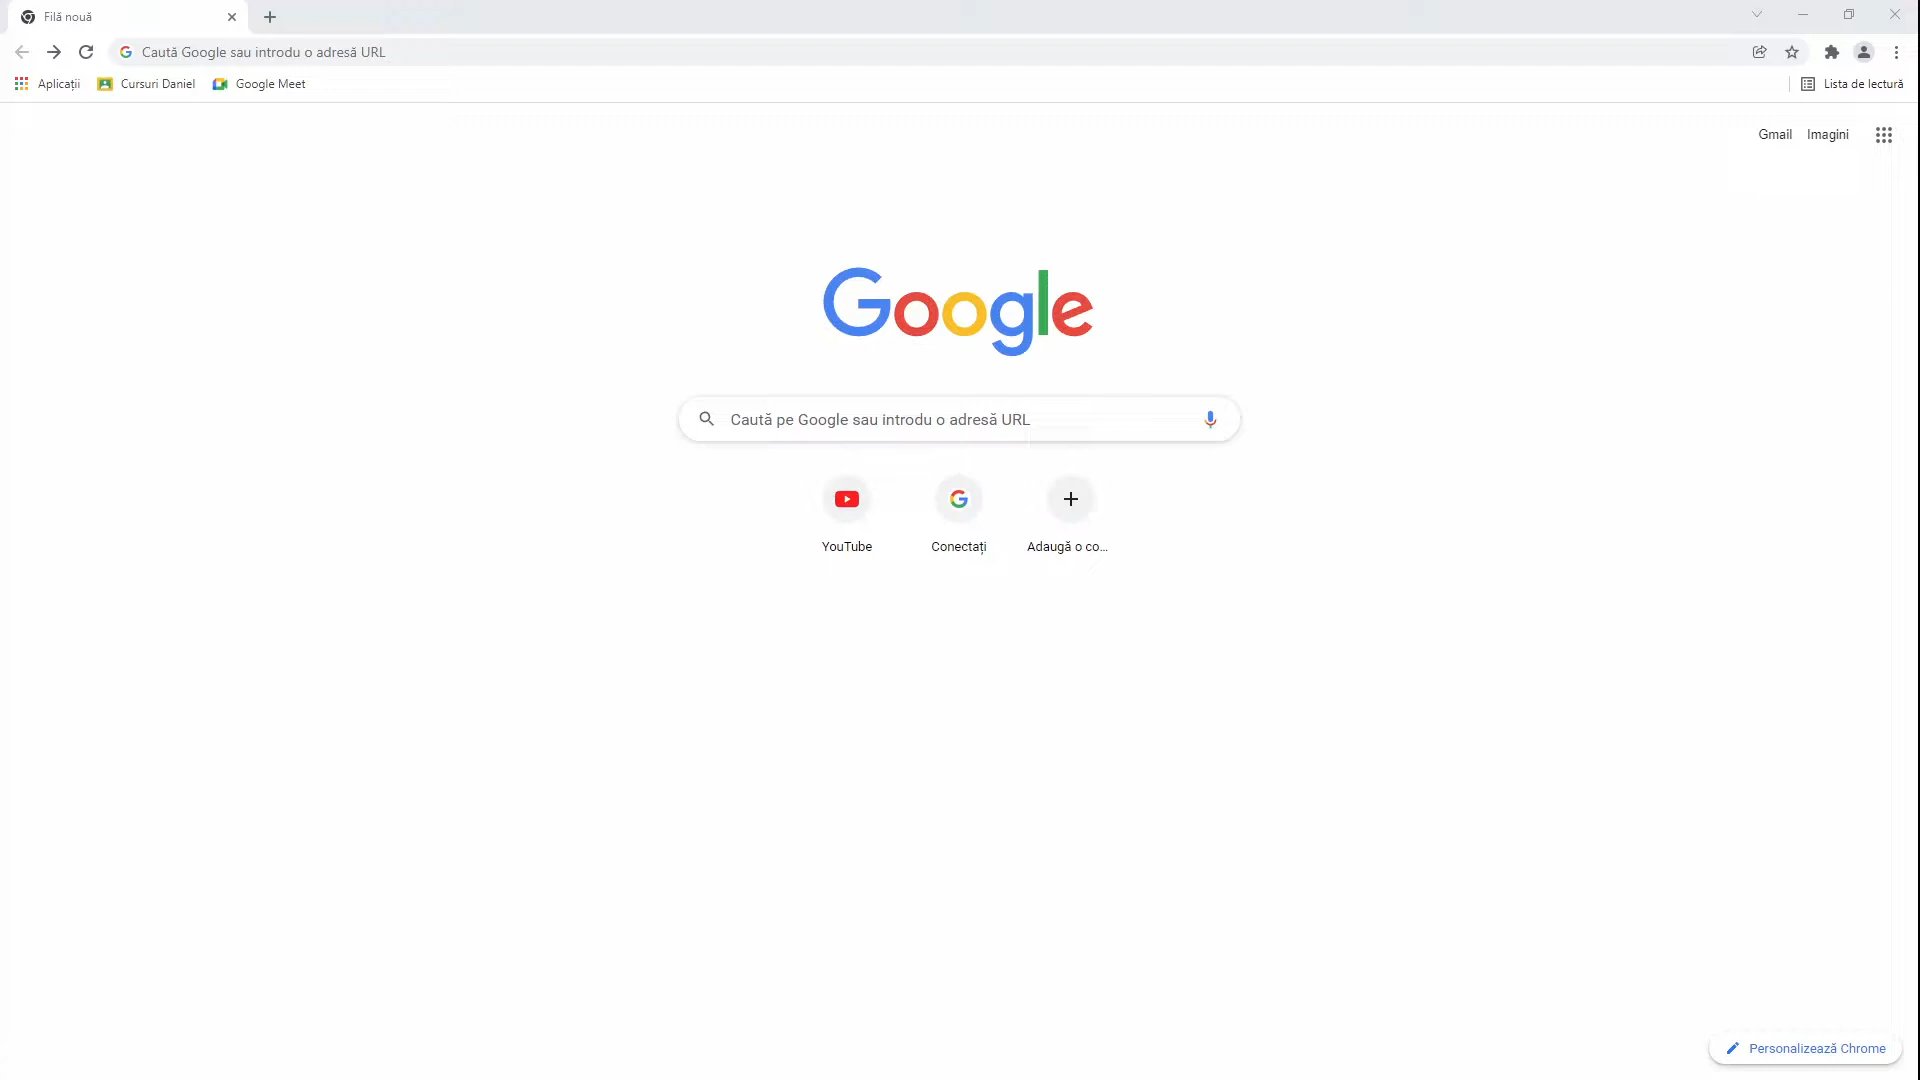 Filă nouă
Caută Google sau introdu o adresă URL
Aplicații
Cursuri Daniel
Google Meet
Lista de lectură
Gmail
Imagini
Google
Caută pe Google sau introdu o adresă URL
YouTube
Conectați
Adaugă o co...
Personalizează Chrome